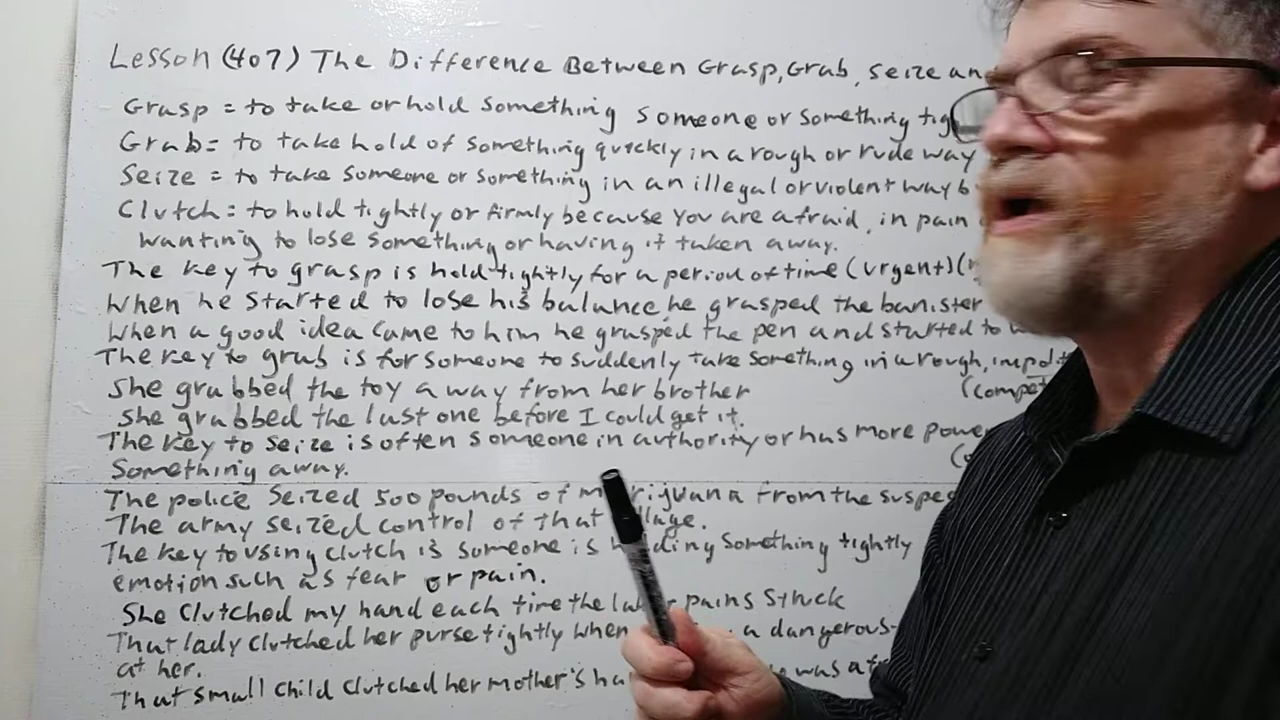 Lesson (407) The Difference Between Grasp, Grab, seize an
Grasp = to take or hold something someone or something tig
Grab= to take hold of something quickly in a rough or rude way
Seize = to take someone or something in an illegal or violent way b
Clutch = to hold tightly or firmly because you are afraid, in pain
wanting to lose something or having it taken away.
The key to grasp is hold tightly for a period of time (urgent)
When he started to lose his balance he grasped the banister
When a good idea came to him he grasped the pen and started to
The key to grab is for someone to suddenly take something in a rough, impolit
She grabbed the toy away from her brother (compet
She grabbed the last one before I could get it.
The key to seize is often someone in authority or has more power
Something away.
The police seized 500 pounds of m rijuana from the suspec
The army seized control of that llage.
The key to using clutch is someone is h ding something tightly
emotion such as fear or pain.
She clutched my hand each time the la r pains struck
That lady clutched her purse tightly when a dangerous-
at her.
That small child clutched her mother's ha was afr